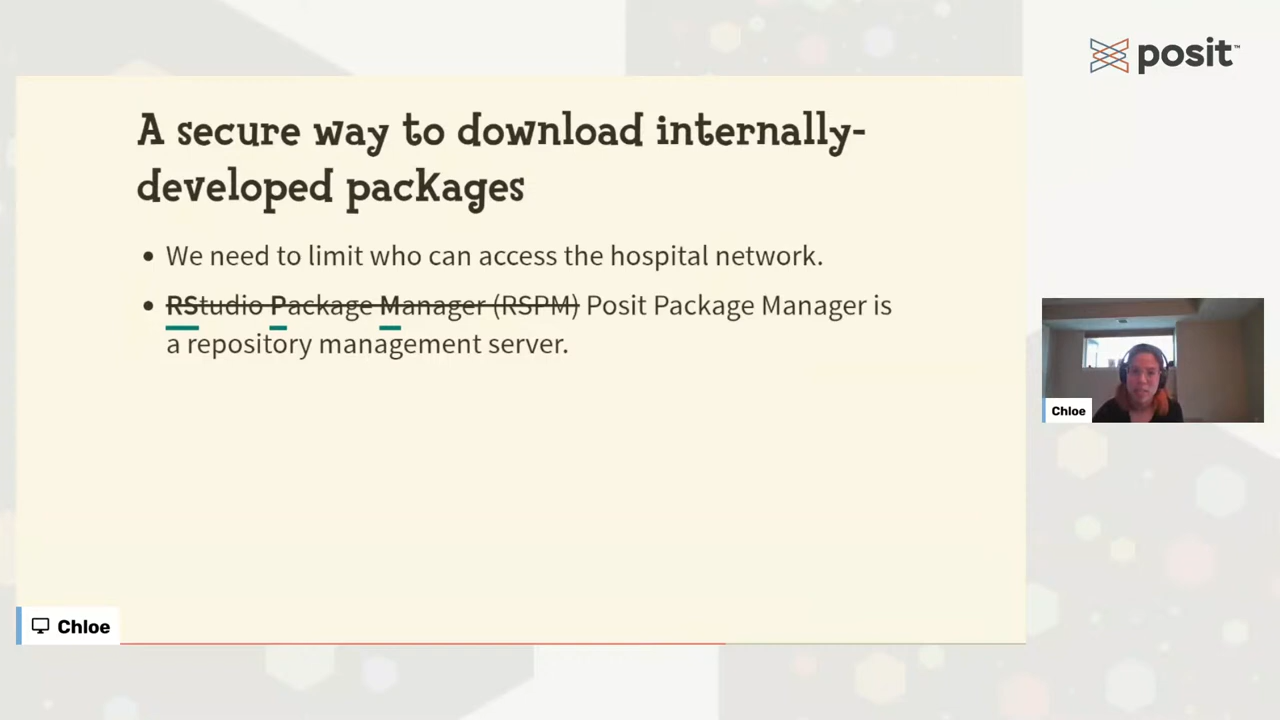 posit™
A secure way to download internally-
developed packages
• We need to limit who can access the hospital network.
• RStudio Package Manager (RSPM) Posit Package Manager is
a repository management server.
Chloe
Chloe